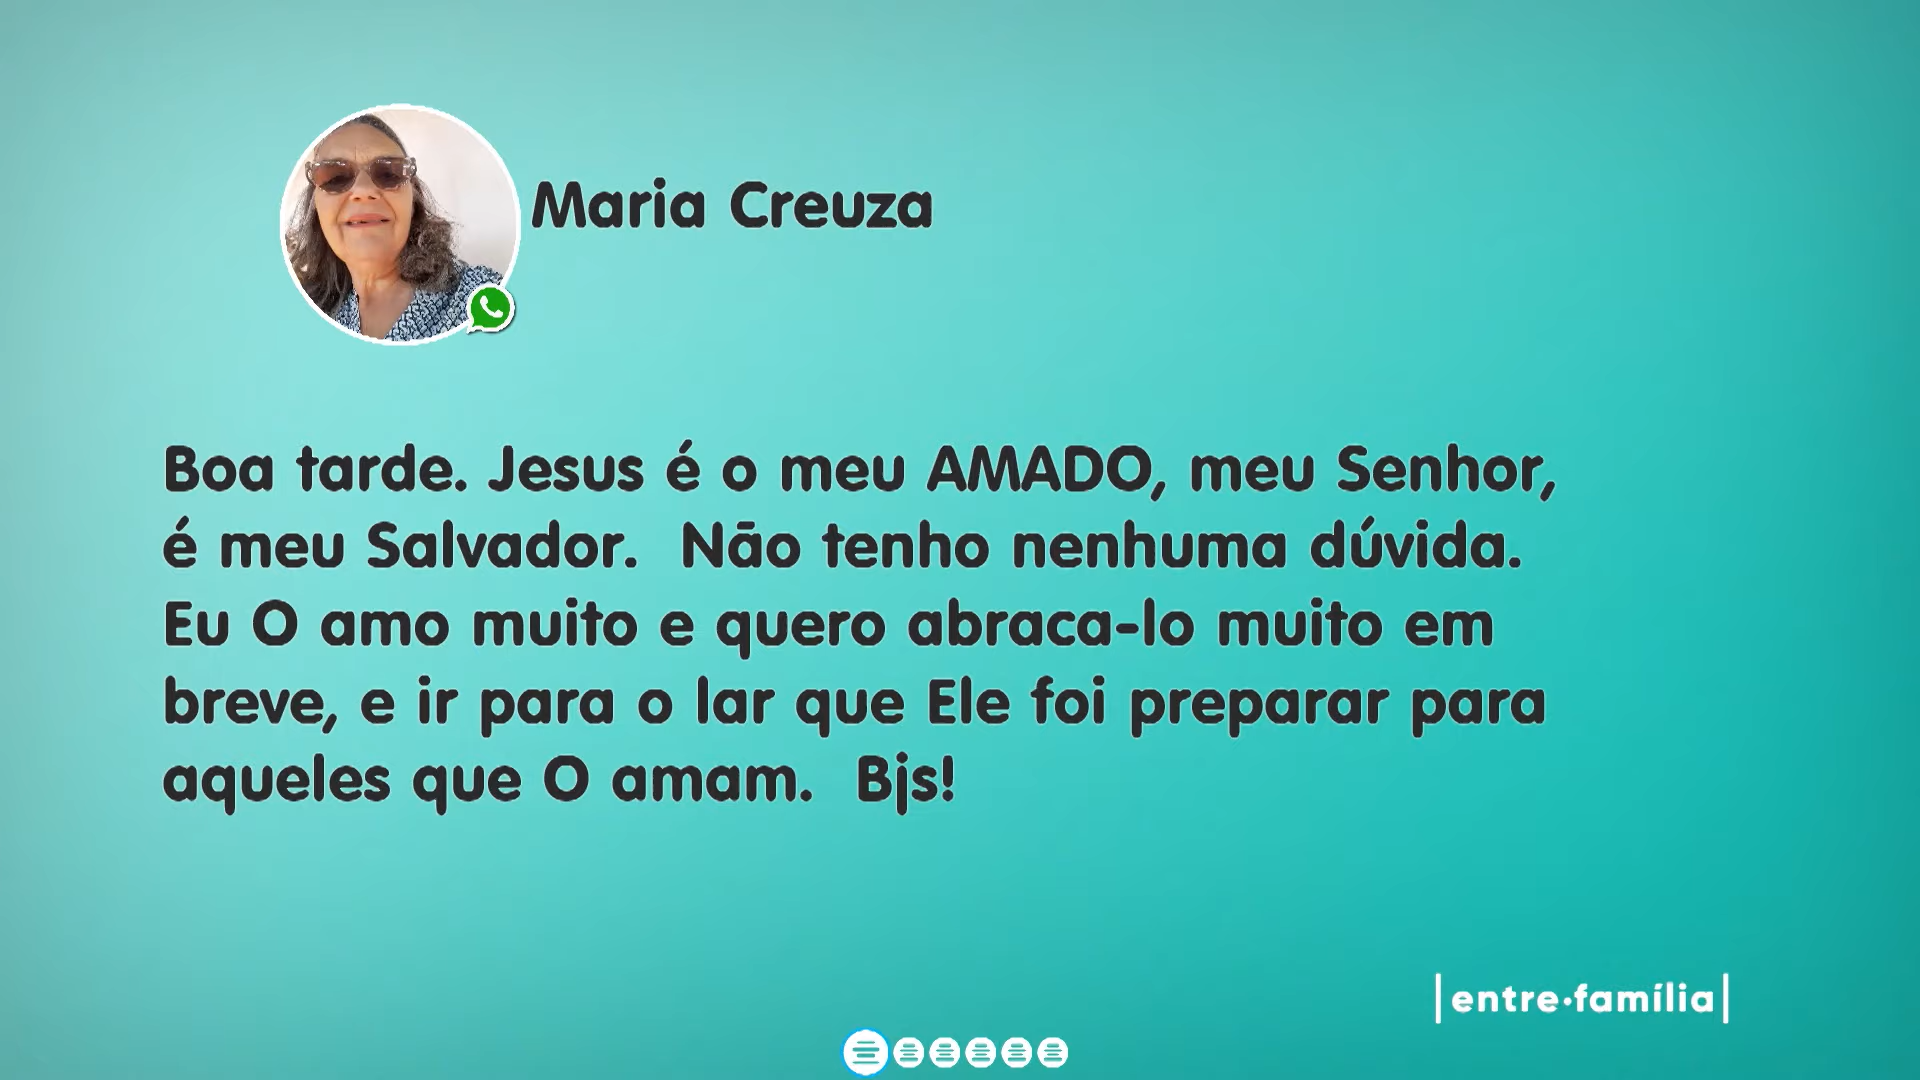 Maria Creuza
Boa tarde. Jesus é o meu AMADO, meu Senhor,
é meu Salvador.  Não tenho nenhuma dúvida.
Eu O amo muito e quero abraca-lo muito em
breve, e ir para o lar que Ele foi preparar para
aqueles que O amam.  Bjs!
|entre·família|